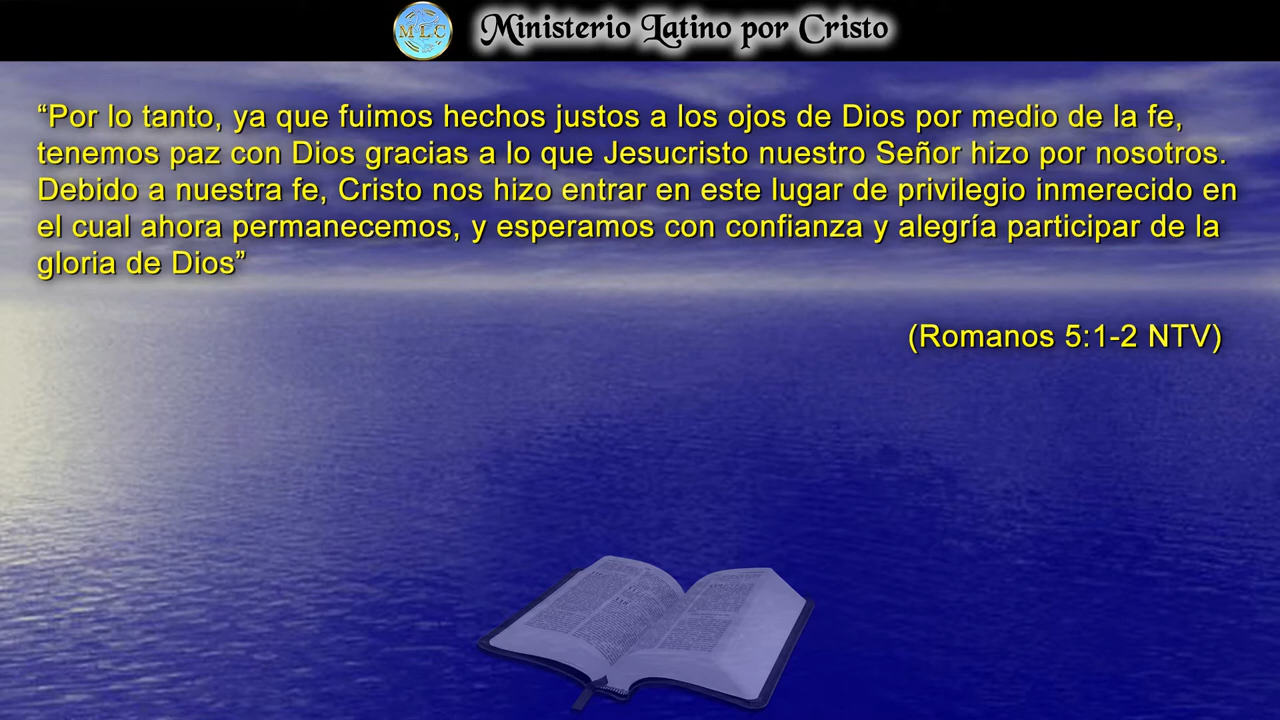 MLC
Ministerio Latino por Cristo
“Por lo tanto, ya que fuimos hechos justos a los ojos de Dios por medio de la fe,
tenemos paz con Dios gracias a lo que Jesucristo nuestro Señor hizo por nosotros.
Debido a nuestra fe, Cristo nos hizo entrar en este lugar de privilegio inmerecido en
el cual ahora permanecemos, y esperamos con confianza y alegría participar de la
gloria de Dios”
(Romanos 5:1-2 NTV)